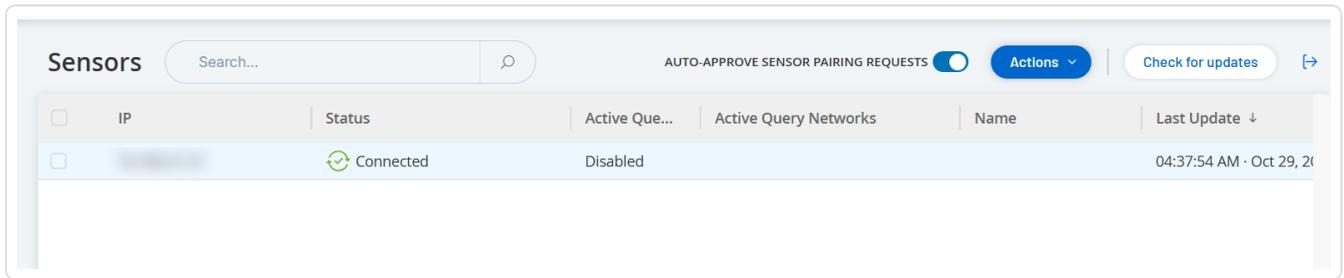 Sensors
Search...
AUTO-APPROVE SENSOR PAIRING REQUESTS
Actions
Check for updates
IP
Status
Active Que...
Active Query Networks
Name
Last Update
Connected
Disabled
04:37:54 AM · Oct 29, 20